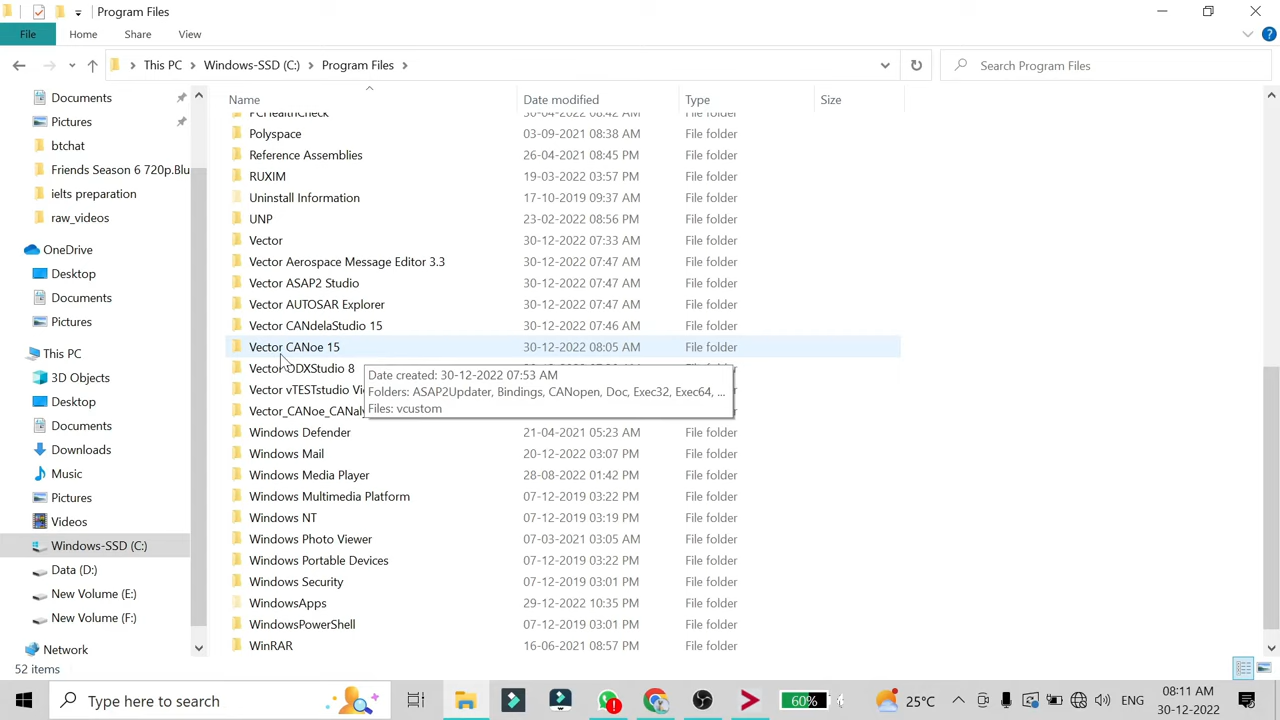 Program Files
File Home Share View
This PC Windows-SSD (C:) Program Files
Search Program Files
Name Date modified Type Size
Documents
Pictures
btchat
Friends Season 6 720p.Blu
ielts preparation
raw_videos
OneDrive
Desktop
Documents
Pictures
This PC
3D Objects
Desktop
Documents
Downloads
Music
Pictures
Videos
Windows-SSD (C:)
Data (D:)
New Volume (E:)
New Volume (F:)
Network
PCHealthCheck 30-04-2022 08:42 AM File folder
Polyspace 03-09-2021 08:38 AM File folder
Reference Assemblies 26-04-2021 08:45 PM File folder
RUXIM 19-03-2022 03:57 PM File folder
Uninstall Information 17-10-2019 09:37 AM File folder
UNP 23-02-2022 08:56 PM File folder
Vector 30-12-2022 07:33 AM File folder
Vector Aerospace Message Editor 3.3 30-12-2022 07:47 AM File folder
Vector ASAP2 Studio 30-12-2022 07:47 AM File folder
Vector AUTOSAR Explorer 30-12-2022 07:47 AM File folder
Vector CANdelaStudio 15 30-12-2022 07:46 AM File folder
Vector CANoe 15 30-12-2022 08:05 AM File folder
Vector ODXStudio 8 File folder
Vector vTESTstudio Vi
Vector_CANoe_CANaly
Date created: 30-12-2022 07:53 AM
Folders: ASAP2Updater, Bindings, CANopen, Doc, Exec32, Exec64, ...
Files: vcustom
Windows Defender 21-04-2021 05:23 AM File folder
Windows Mail 20-12-2022 03:07 PM File folder
Windows Media Player 28-08-2022 01:42 PM File folder
Windows Multimedia Platform 07-12-2019 03:22 PM File folder
Windows NT 07-12-2019 03:19 PM File folder
Windows Photo Viewer 07-03-2021 03:05 AM File folder
Windows Portable Devices 07-12-2019 03:22 PM File folder
Windows Security 07-12-2019 03:01 PM File folder
WindowsApps 29-12-2022 10:35 PM File folder
WindowsPowerShell 07-12-2019 03:01 PM File folder
WinRAR 16-06-2021 08:57 PM File folder
52 items
Type here to search 60% 25°C ENG 08:11 AM
30-12-2022